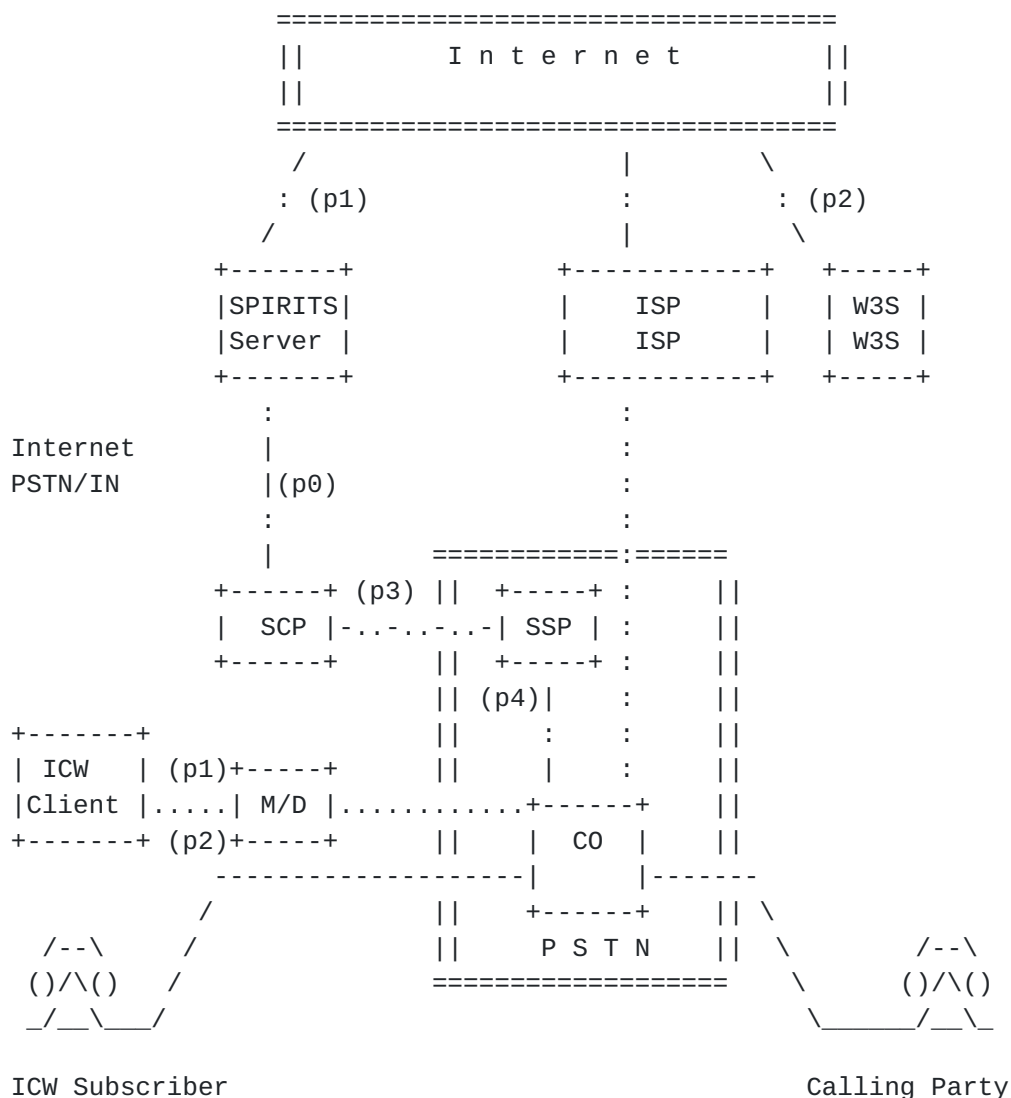 I n t e r n e t
(p1) (p2)
SPIRITS ISP W3S
Server ISP W3S
Internet
PSTN/IN (p0)
(p3)
SCP SSP
(p4)
ICW (p1)
Client M/D
(p2) CO
P S T N
ICW Subscriber Calling Party